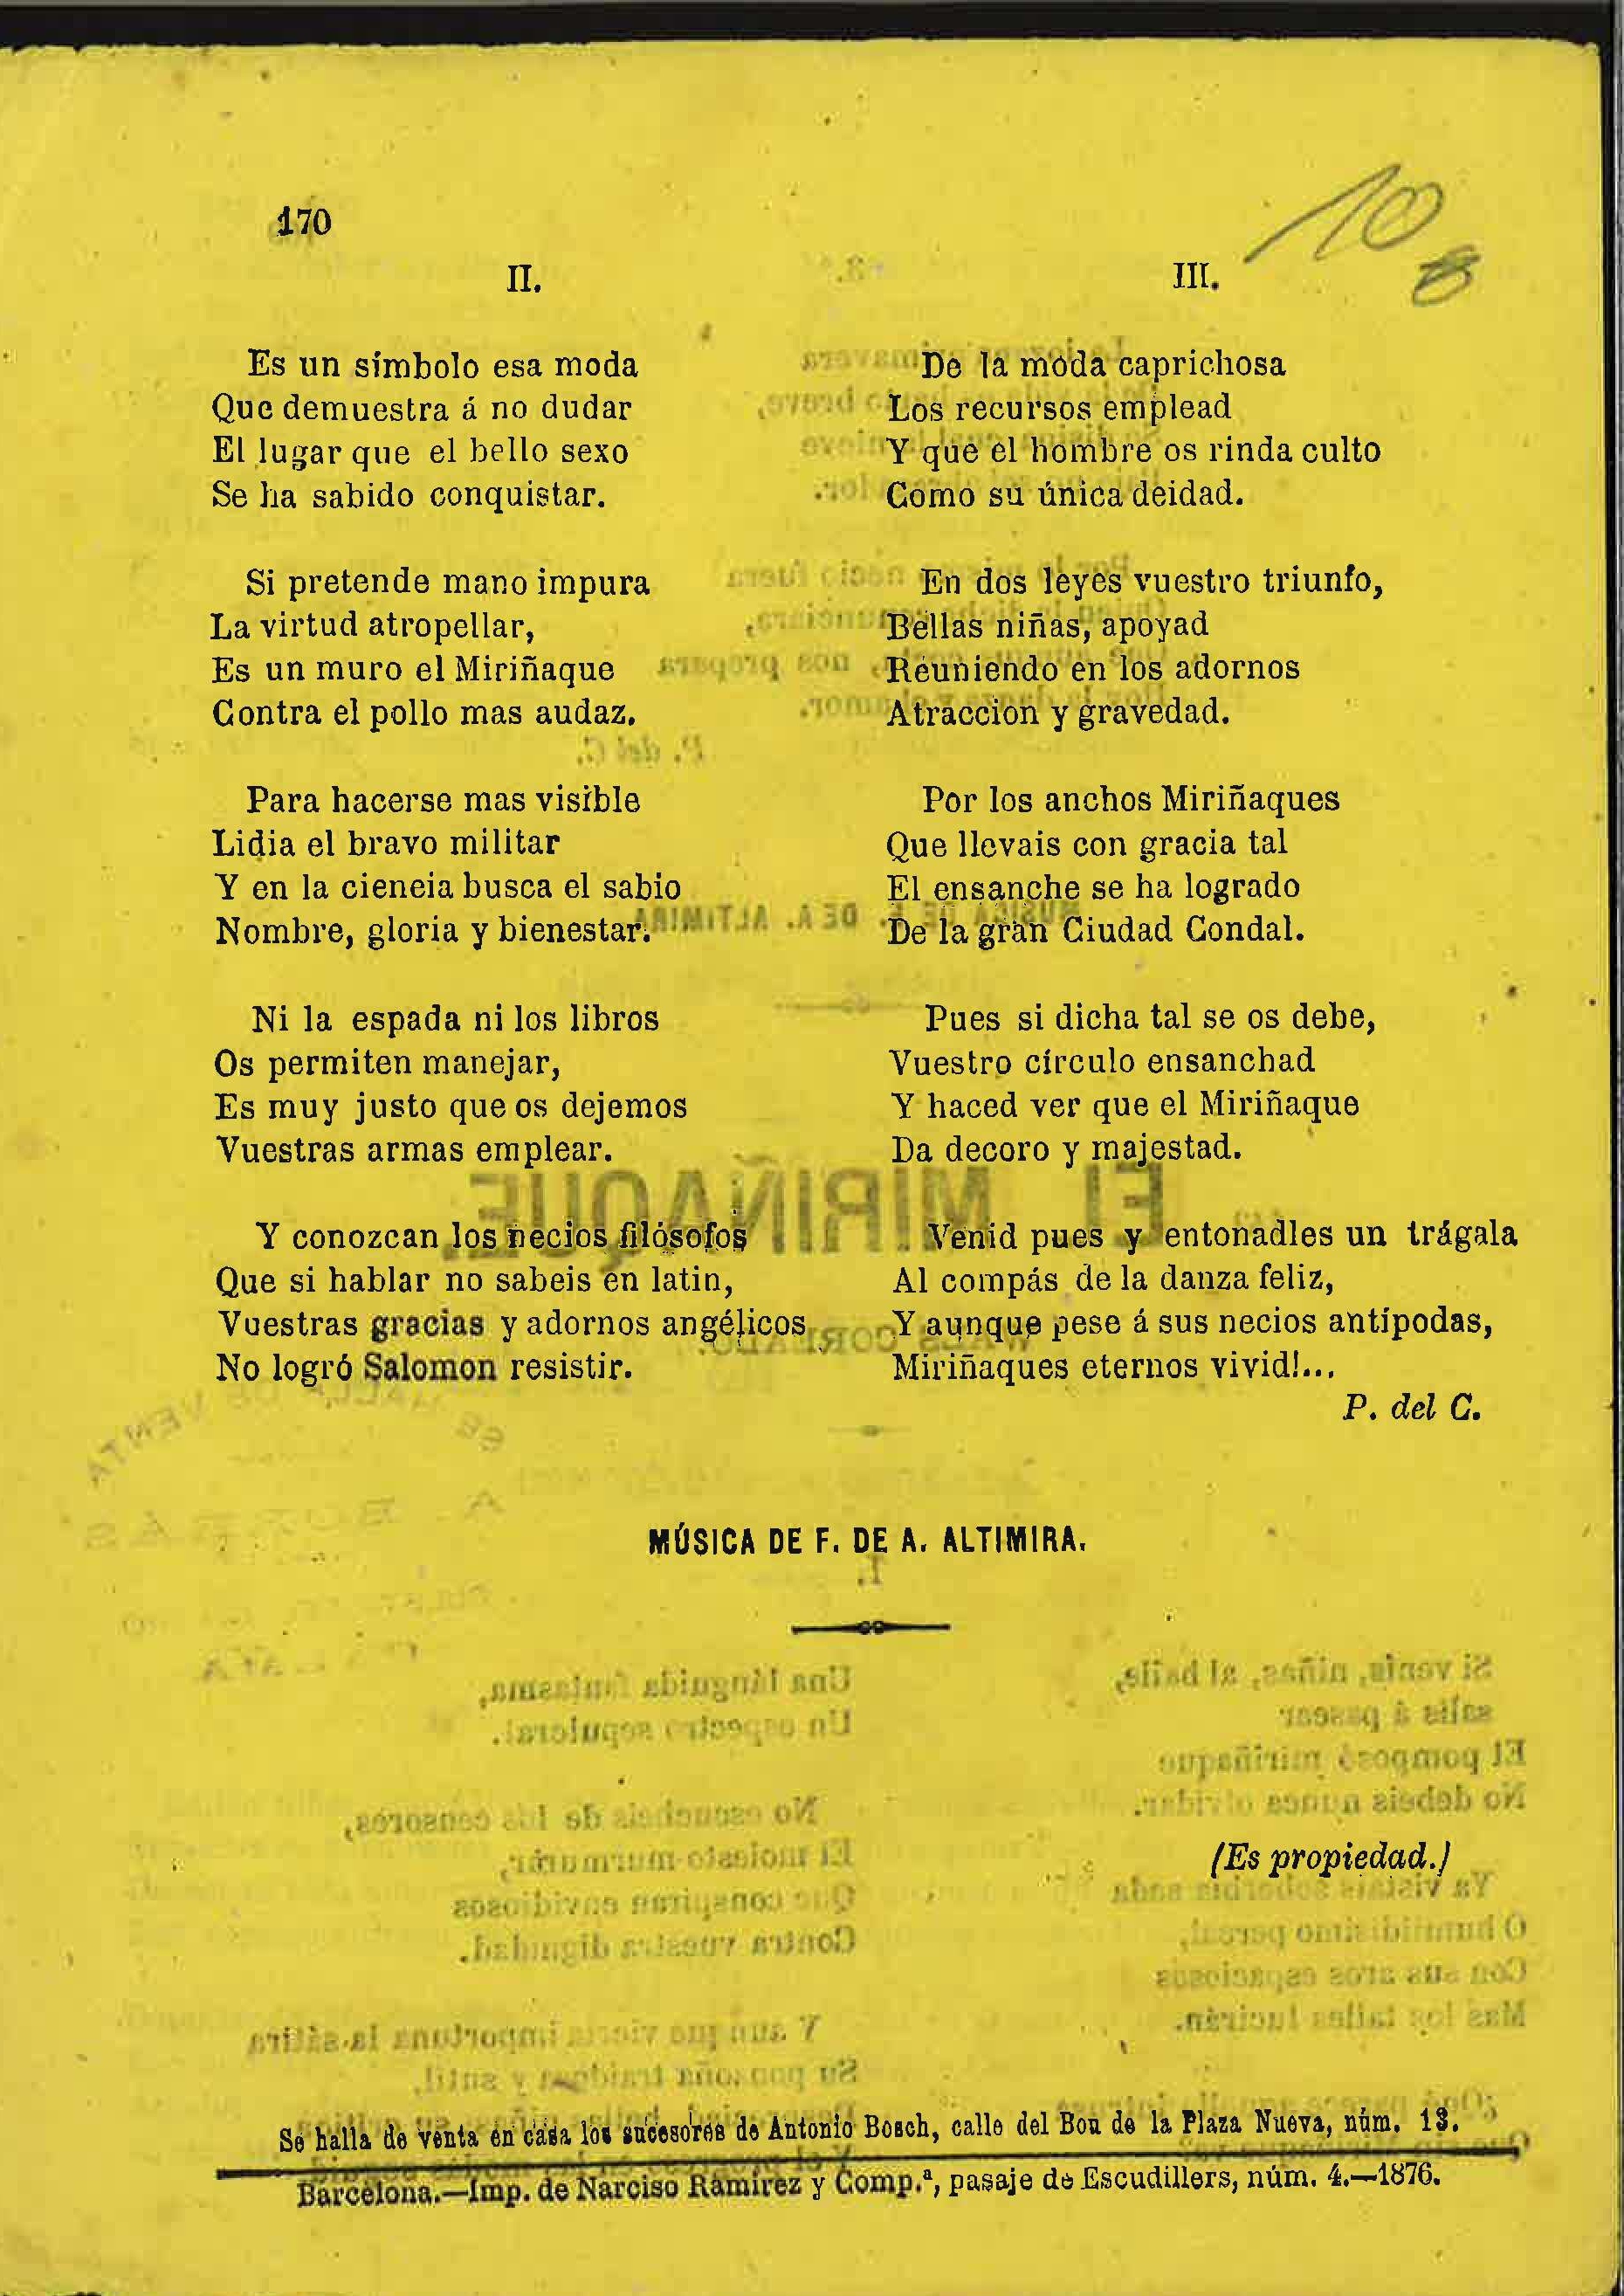 170
10
8
II.
Es un símbolo esa moda
Que demuestra á no dudar
El lugar que el bello sexo
Se ha sabido conquistar.
Si pretende mano impura
La virtud atropellar,
Es un muro el Miriñaque
Contra el pollo mas audaz.
Para hacerse mas visible
Lidia el bravo militar
Y en la cieneia busca el sabio
Nombre, gloria y bienestar.
Ni la espada ni los libros
Os permiten manejar,
Es muy justo que os dejemos
Vuestras armas emplear.
Y conozcan los necios filósofos
Que si hablar no sabeis en latin,
Vuestras gracias y adornos angélicos
No logró Salomon resistir.
III.
De la moda caprichosa
Los recursos emplead
Y que el hombre os rinda culto
Como su única deidad.
En dos leyes vuestro triunfo,
Bellas niñas, apoyad
Reuniendo en los adornos
Atraccion y gravedad.
Por los anchos Miriñaques
Que llevais con gracia tal
El ensanche se ha logrado
De la gran Ciudad Condal.
Pues si dicha tal se os debe,
Vuestro círculo ensanchad
Y haced ver que el Miriñaque
Da decoro y majestad.
Venid pues y entonadles un trágala
Al compás de la danza feliz,
Y aunque pese á sus necios antípodas,
Miriñaques eternos vivid!...
P. del C.
MÚSICA DE F. DE A. ALTIMIRA.
(Es propiedad.)
Se halla de venta en casa los sucesores de Antonio Bosch, calle del Bou de la Plaza Nueva, núm. 13.
Barcelona.—Imp. de Narciso Ramirez y Comp.ª, pasaje de Escudillers, núm. 4.—1876.